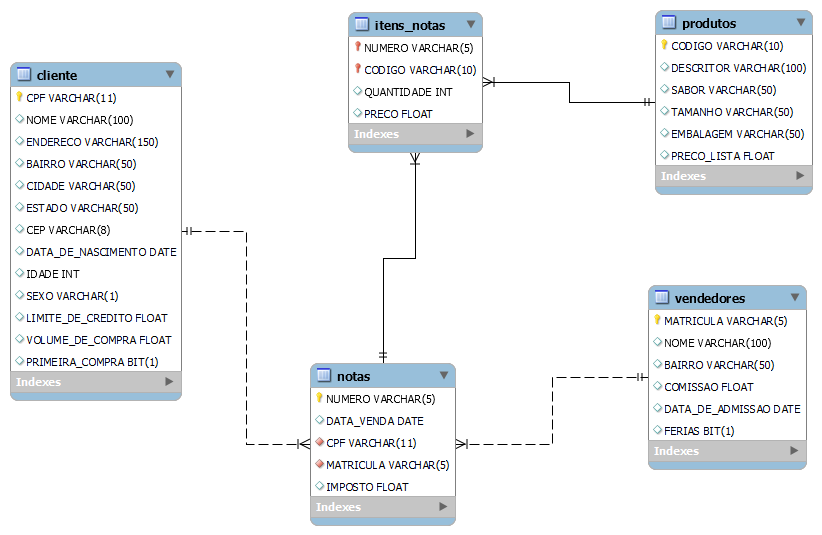 cliente
CPF VARCHAR(11)
NOME VARCHAR(100)
ENDERECO VARCHAR(150)
BAIRRO VARCHAR(50)
CIDADE VARCHAR(50)
ESTADO VARCHAR(50)
CEP VARCHAR(8)
DATA_DE_NASCIMENTO DATE
IDADE INT
SEXO VARCHAR(1)
LIMITE_DE_CREDITO FLOAT
VOLUME_DE_COMPRA FLOAT
PRIMEIRA_COMPRA BIT(1)
Indexes
itens_notas
NUMERO VARCHAR(5)
CODIGO VARCHAR(10)
QUANTIDADE INT
PRECO FLOAT
Indexes
produtos
CODIGO VARCHAR(10)
DESCRITOR VARCHAR(100)
SABOR VARCHAR(50)
TAMANHO VARCHAR(50)
EMBALAGEM VARCHAR(50)
PRECO_LISTA FLOAT
Indexes
notas
NUMERO VARCHAR(5)
DATA_VENDA DATE
CPF VARCHAR(11)
MATRICULA VARCHAR(5)
IMPOSTO FLOAT
Indexes
vendedores
MATRICULA VARCHAR(5)
NOME VARCHAR(100)
BAIRRO VARCHAR(50)
COMISSAO FLOAT
DATA_DE_ADMISSAO DATE
FERIAS BIT(1)
Indexes